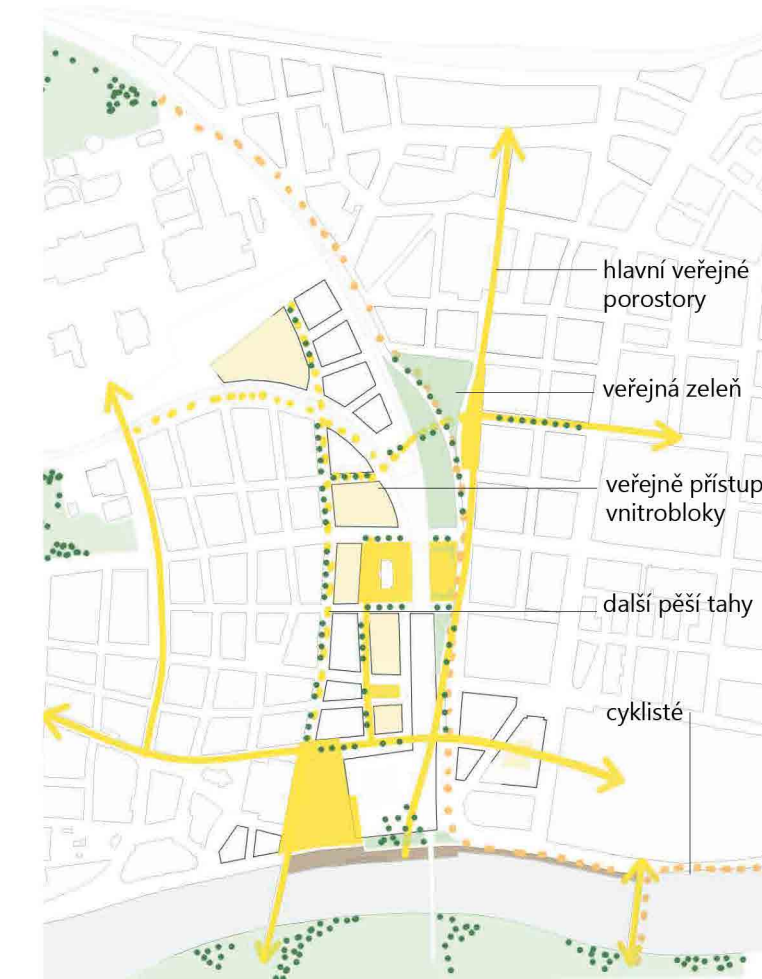 hlavní veřejné
porostory
veřejná zeleň
veřejně přístup
vnitrobloky
další pěší tahy
cyklisté